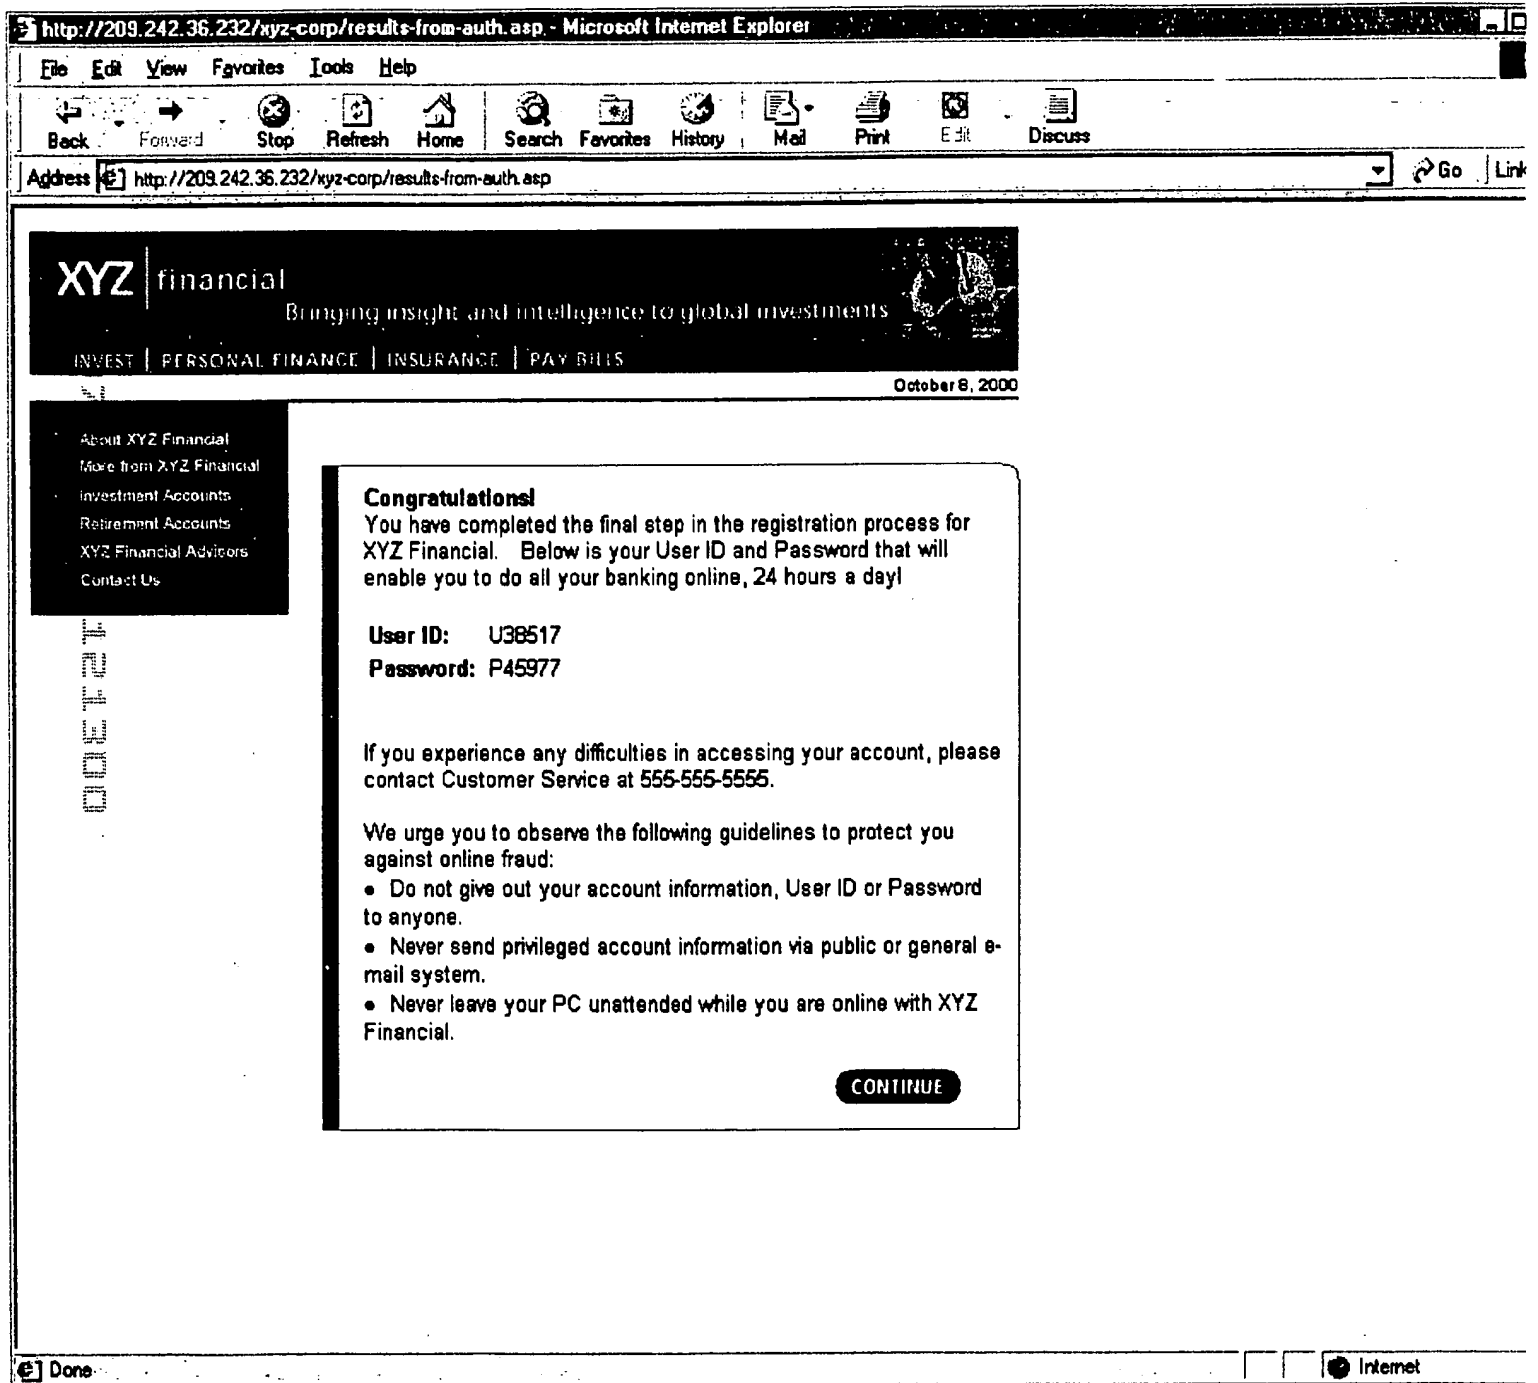 http://209.242.36.232/xyz-corp/results-from-auth.asp - Microsoft Internet Explorer
File Edit View Favorites Tools Help
Back Forward Stop Refresh Home Search Favorites History Mail Print Edit Discuss
Address http://209.242.36.232/xyz-corp/results-from-auth.asp Go Link
XYZ financial
Bringing insight and intelligence to global investments
INVEST | PERSONAL FINANCE | INSURANCE | PAY BILLS
October 8, 2000
About XYZ Financial
More from XYZ Financial
Investment Accounts
Retirement Accounts
XYZ Financial Advisors
Contact Us
Congratulations!
You have completed the final step in the registration process for
XYZ Financial. Below is your User ID and Password that will
enable you to do all your banking online, 24 hours a day!
User ID: U38517
Password: P45977
If you experience any difficulties in accessing your account, please
contact Customer Service at 555-555-5555.
We urge you to observe the following guidelines to protect you
against online fraud:
• Do not give out your account information, User ID or Password
to anyone.
• Never send privileged account information via public or general e-
mail system.
• Never leave your PC unattended while you are online with XYZ
Financial.
CONTINUE
121300
Done Internet